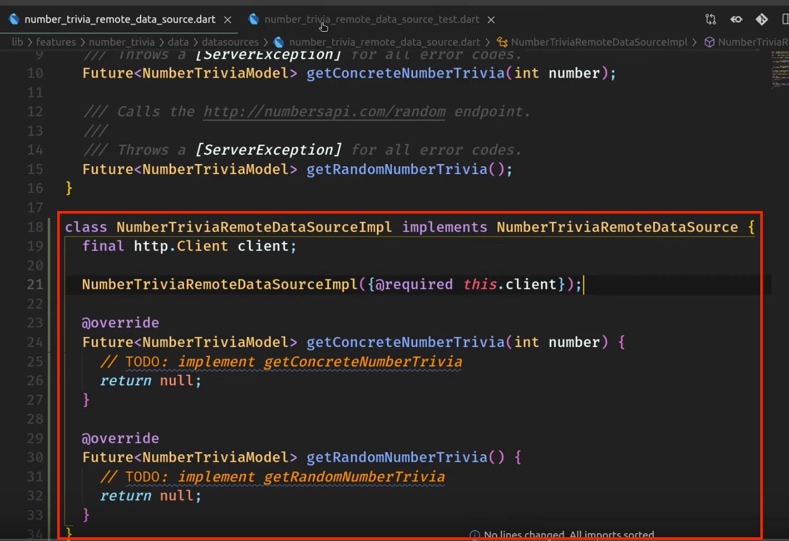 number_trivia_remote_data_source.dart × number_trivia_remote_data_source_test.dart ×
lib > features > number_trivia > data > datasources > number_trivia_remote_data_source.dart > NumberTriviaRemoteDataSourceImpl > NumberTriviaR
9 /// Throws a [ServerException] for all error codes.
10 Future<NumberTriviaModel> getConcreteNumberTrivia(int number);
11
12 /// Calls the http://numbersapi.com/random endpoint.
13 ///
14 /// Throws a [ServerException] for all error codes.
15 Future<NumberTriviaModel> getRandomNumberTrivia();
16 }
17
18 class NumberTriviaRemoteDataSourceImpl implements NumberTriviaRemoteDataSource {
19 final http.Client client;
20
21 NumberTriviaRemoteDataSourceImpl({@required this.client});
22
23 @override
24 Future<NumberTriviaModel> getConcreteNumberTrivia(int number) {
25 // TODO: implement getConcreteNumberTrivia
26 return null;
27 }
28
29 @override
30 Future<NumberTriviaModel> getRandomNumberTrivia() {
31 // TODO: implement getRandomNumberTrivia
32 return null;
33 }
34 }
No lines changed. All imports sorted.